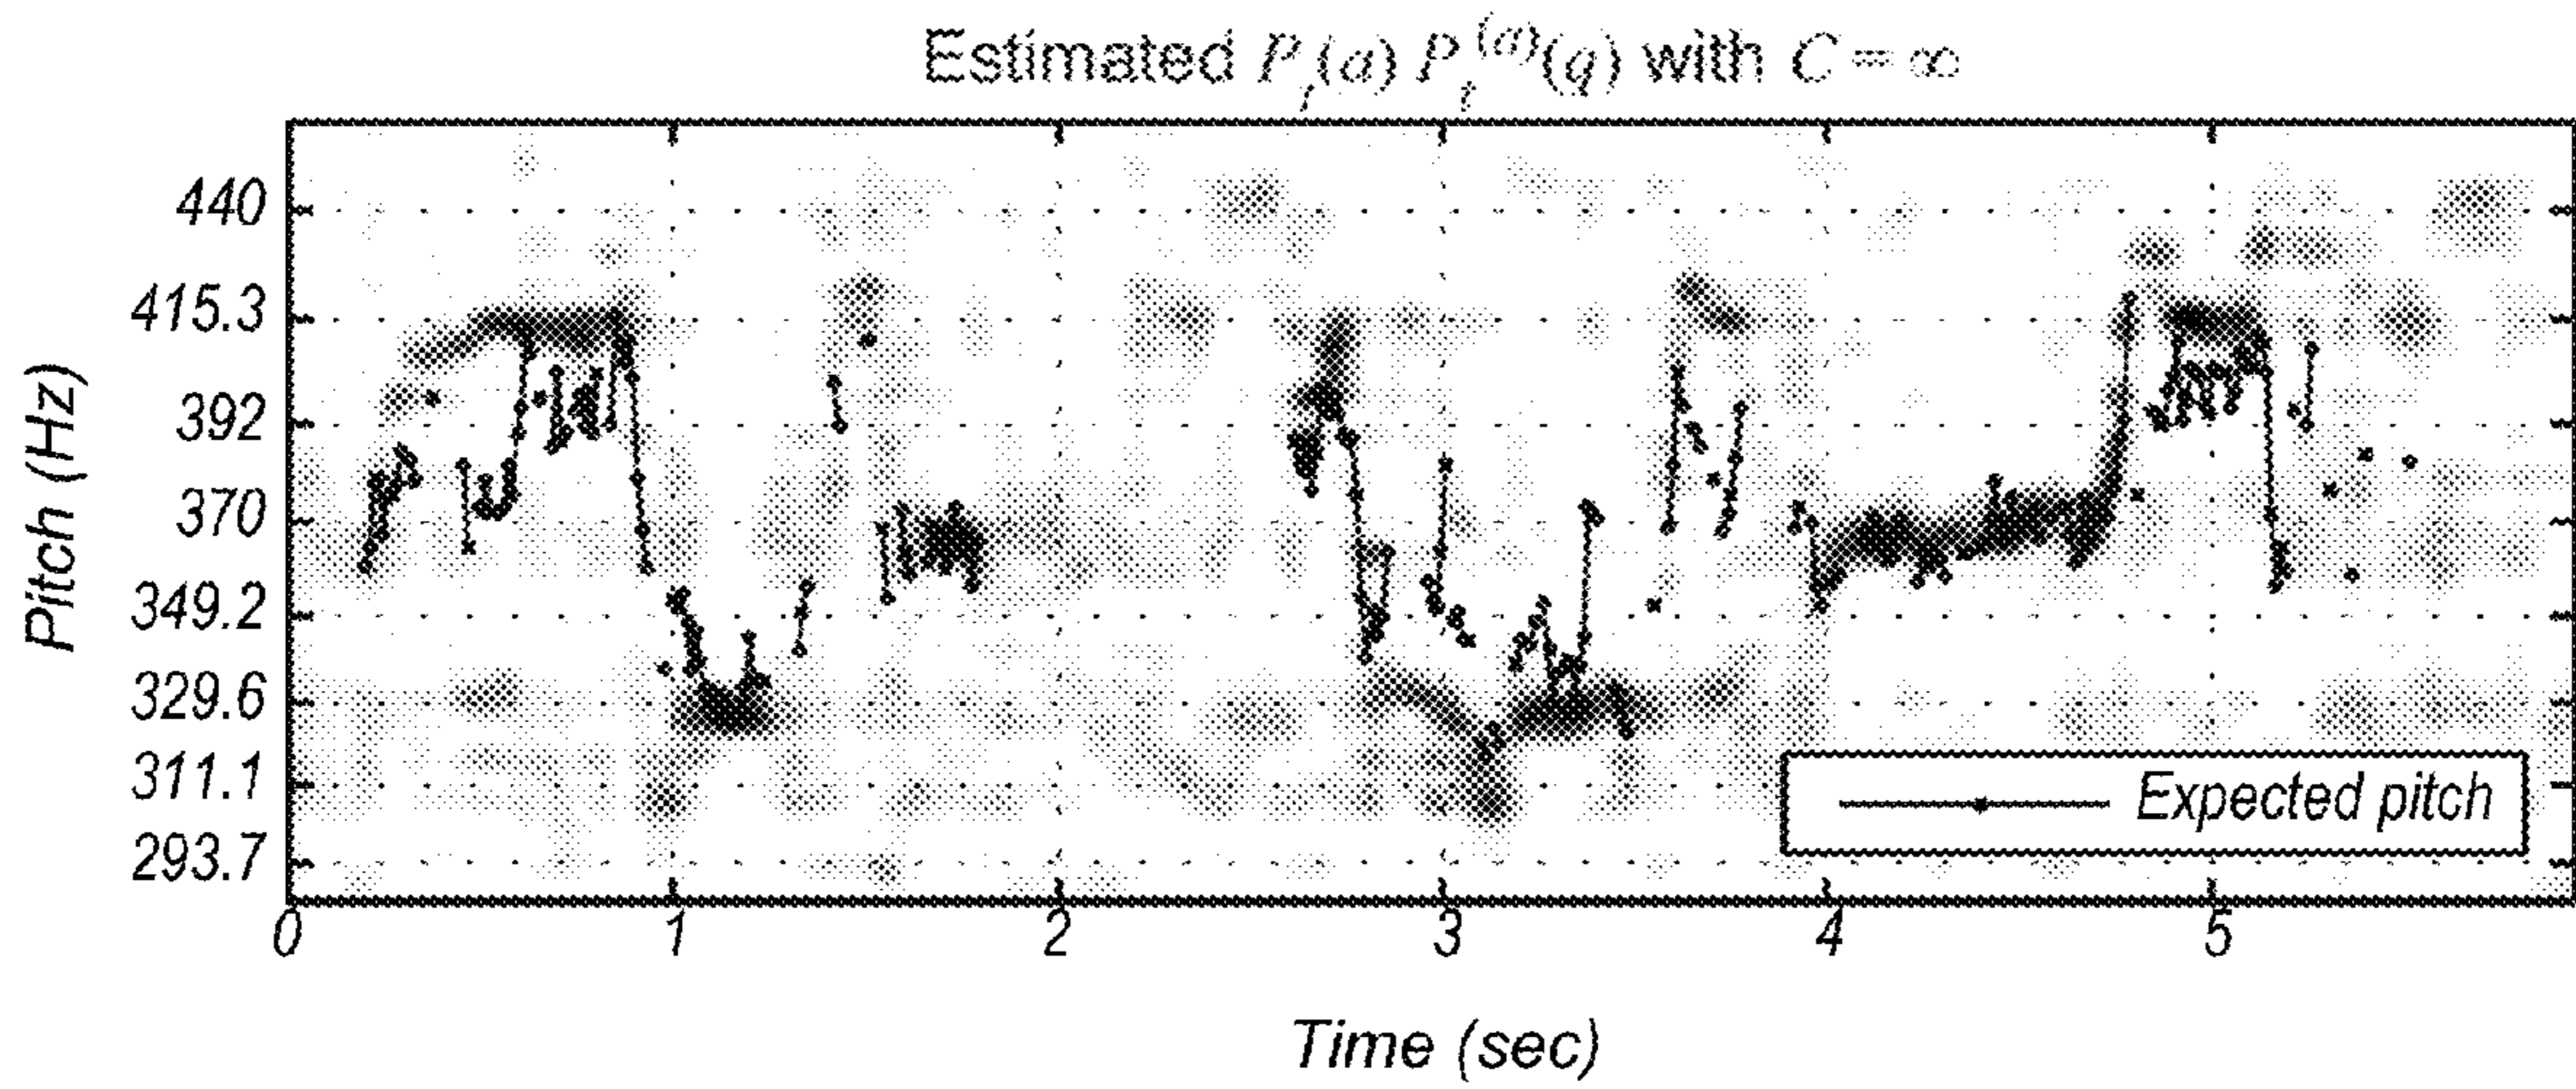 Estimated P_t(a) P_t^(a)(q) with C = ∞
Pitch (Hz)
440
415.3
392
370
349.2
329.6
311.1
293.7
Expected pitch
0 1 2 3 4 5
Time (sec)